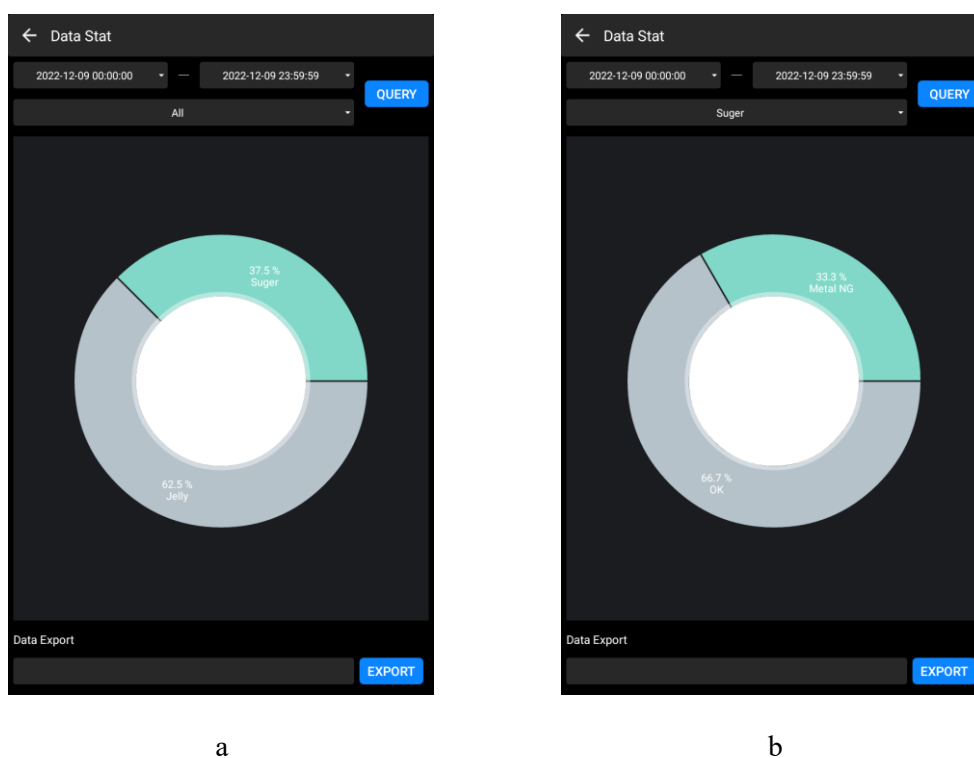 ← Data Stat
2022-12-09 00:00:00 — 2022-12-09 23:59:59
QUERY
All
37.5 %
Suger
62.5 %
Jelly
Data Export
EXPORT
a
← Data Stat
2022-12-09 00:00:00 — 2022-12-09 23:59:59
QUERY
Suger
33.3 %
Metal NG
66.7 %
OK
Data Export
EXPORT
b